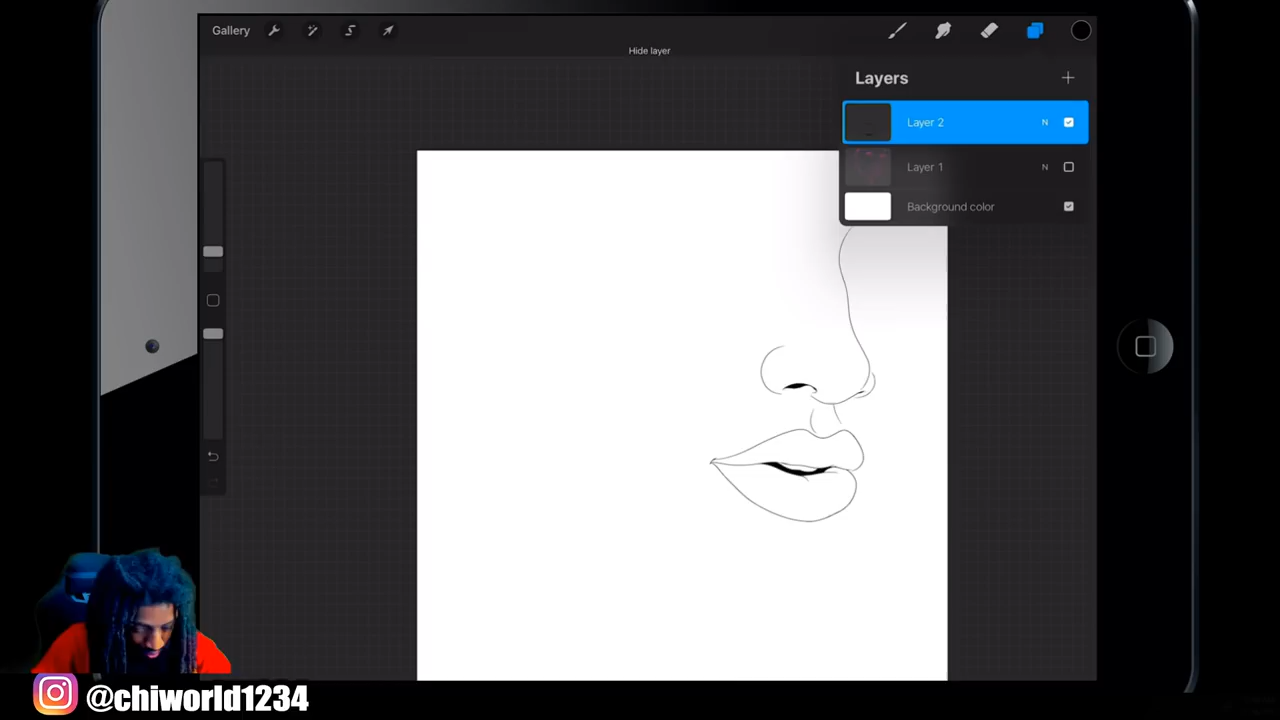 Gallery
Hide layer
Layers
Layer 2 N
Layer 1 N
Background color
@chiworld1234